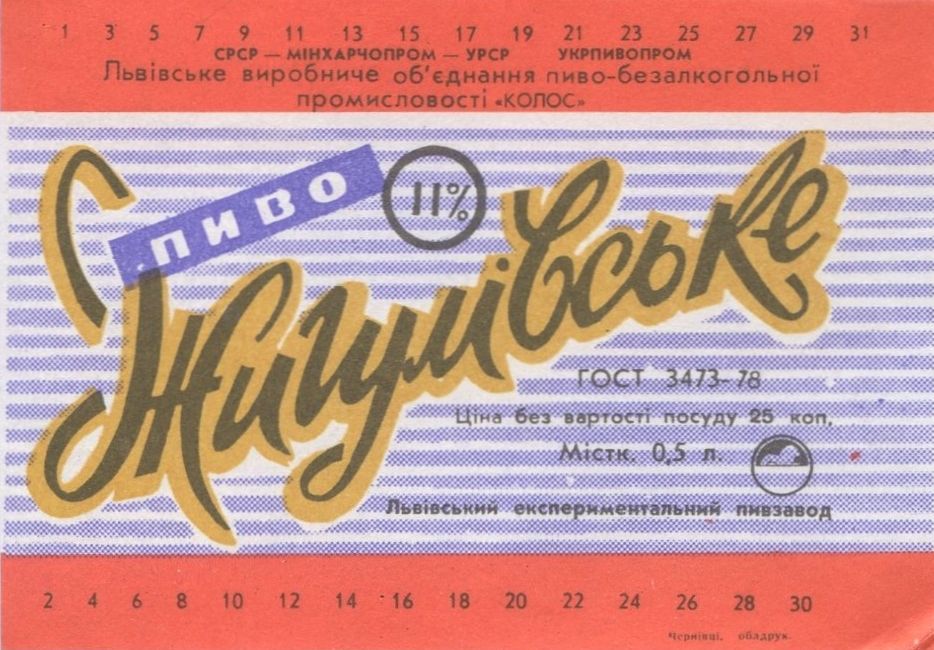 1 3 5 7 9 11 13 15 17 19 21 23 25 27 29 31
СРСР — МІНХАРЧОПРОМ — УРСР УКРПИВОПРОМ
Львівське виробниче об'єднання пиво-безалкогольної
промисловості «КОЛОС»
ПИВО
11%
Жигулівське
ГОСТ 3473-78
Ціна без вартості посуду 25 коп.
Містк. 0,5 л.
Львівський експериментальний пивзавод
2 4 6 8 10 12 14 16 18 20 22 24 26 28 30
Чернівці, облдрук.